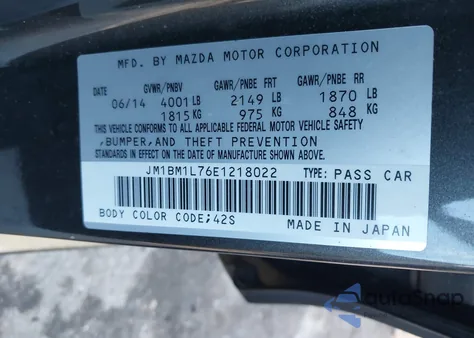 MFD. BY MAZDA MOTOR CORPORATION
GVWR/PNBV GAWR/PNBE FRT GAWR/PNBE RR
06/14 4001 LB 2149 LB 1870 LB
1815 KG 975 KG 848 KG
THIS VEHICLE CONFORMS TO ALL APPLICABLE FEDERAL MOTOR VEHICLE SAFETY
,BUMPER,AND THEFT PREVENTION
STANDARDS IN EFFECT ON THE DATE OF MANUFACTURE SHOWN ABOVE.
JM1BM1L76E1218022 TYPE: PASS CAR
BODY COLOR CODE;42S MADE IN JAPAN
autoSnap